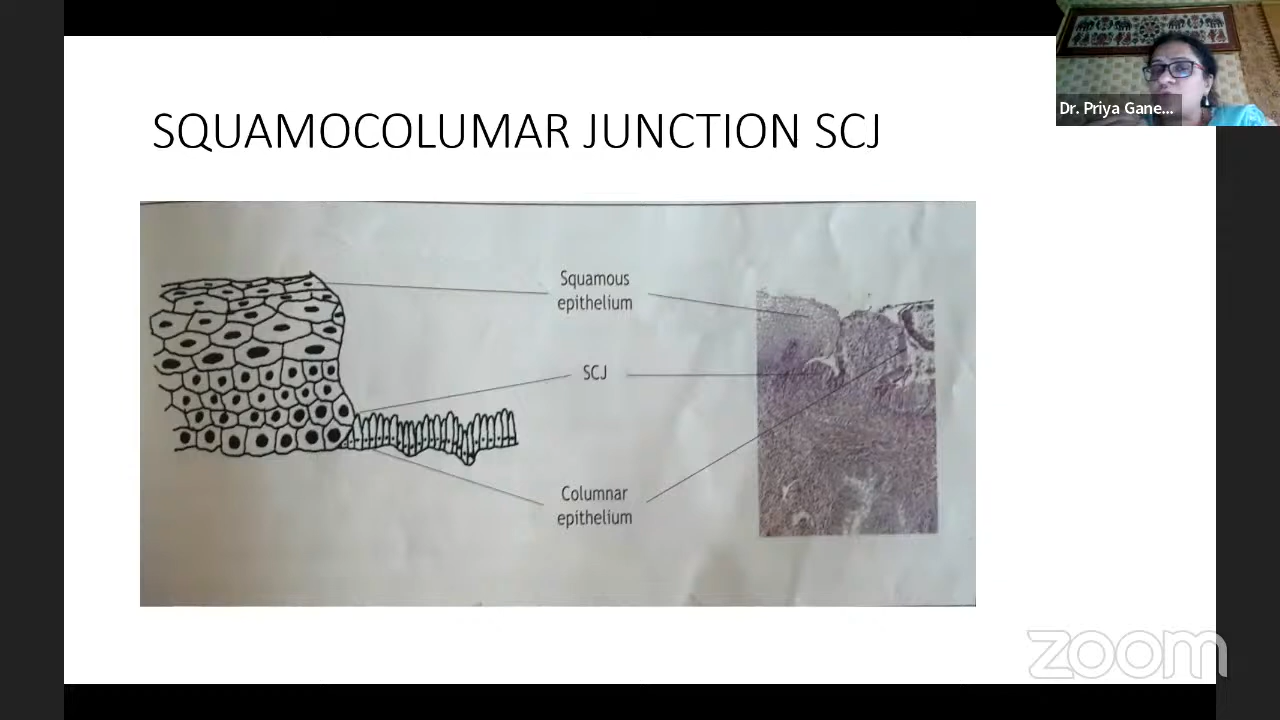 SQUAMOCOLUMAR JUNCTION SCJ
Dr. Priya Gane...
Squamous
epithelium
SCJ
Columnar
epithelium
zoom